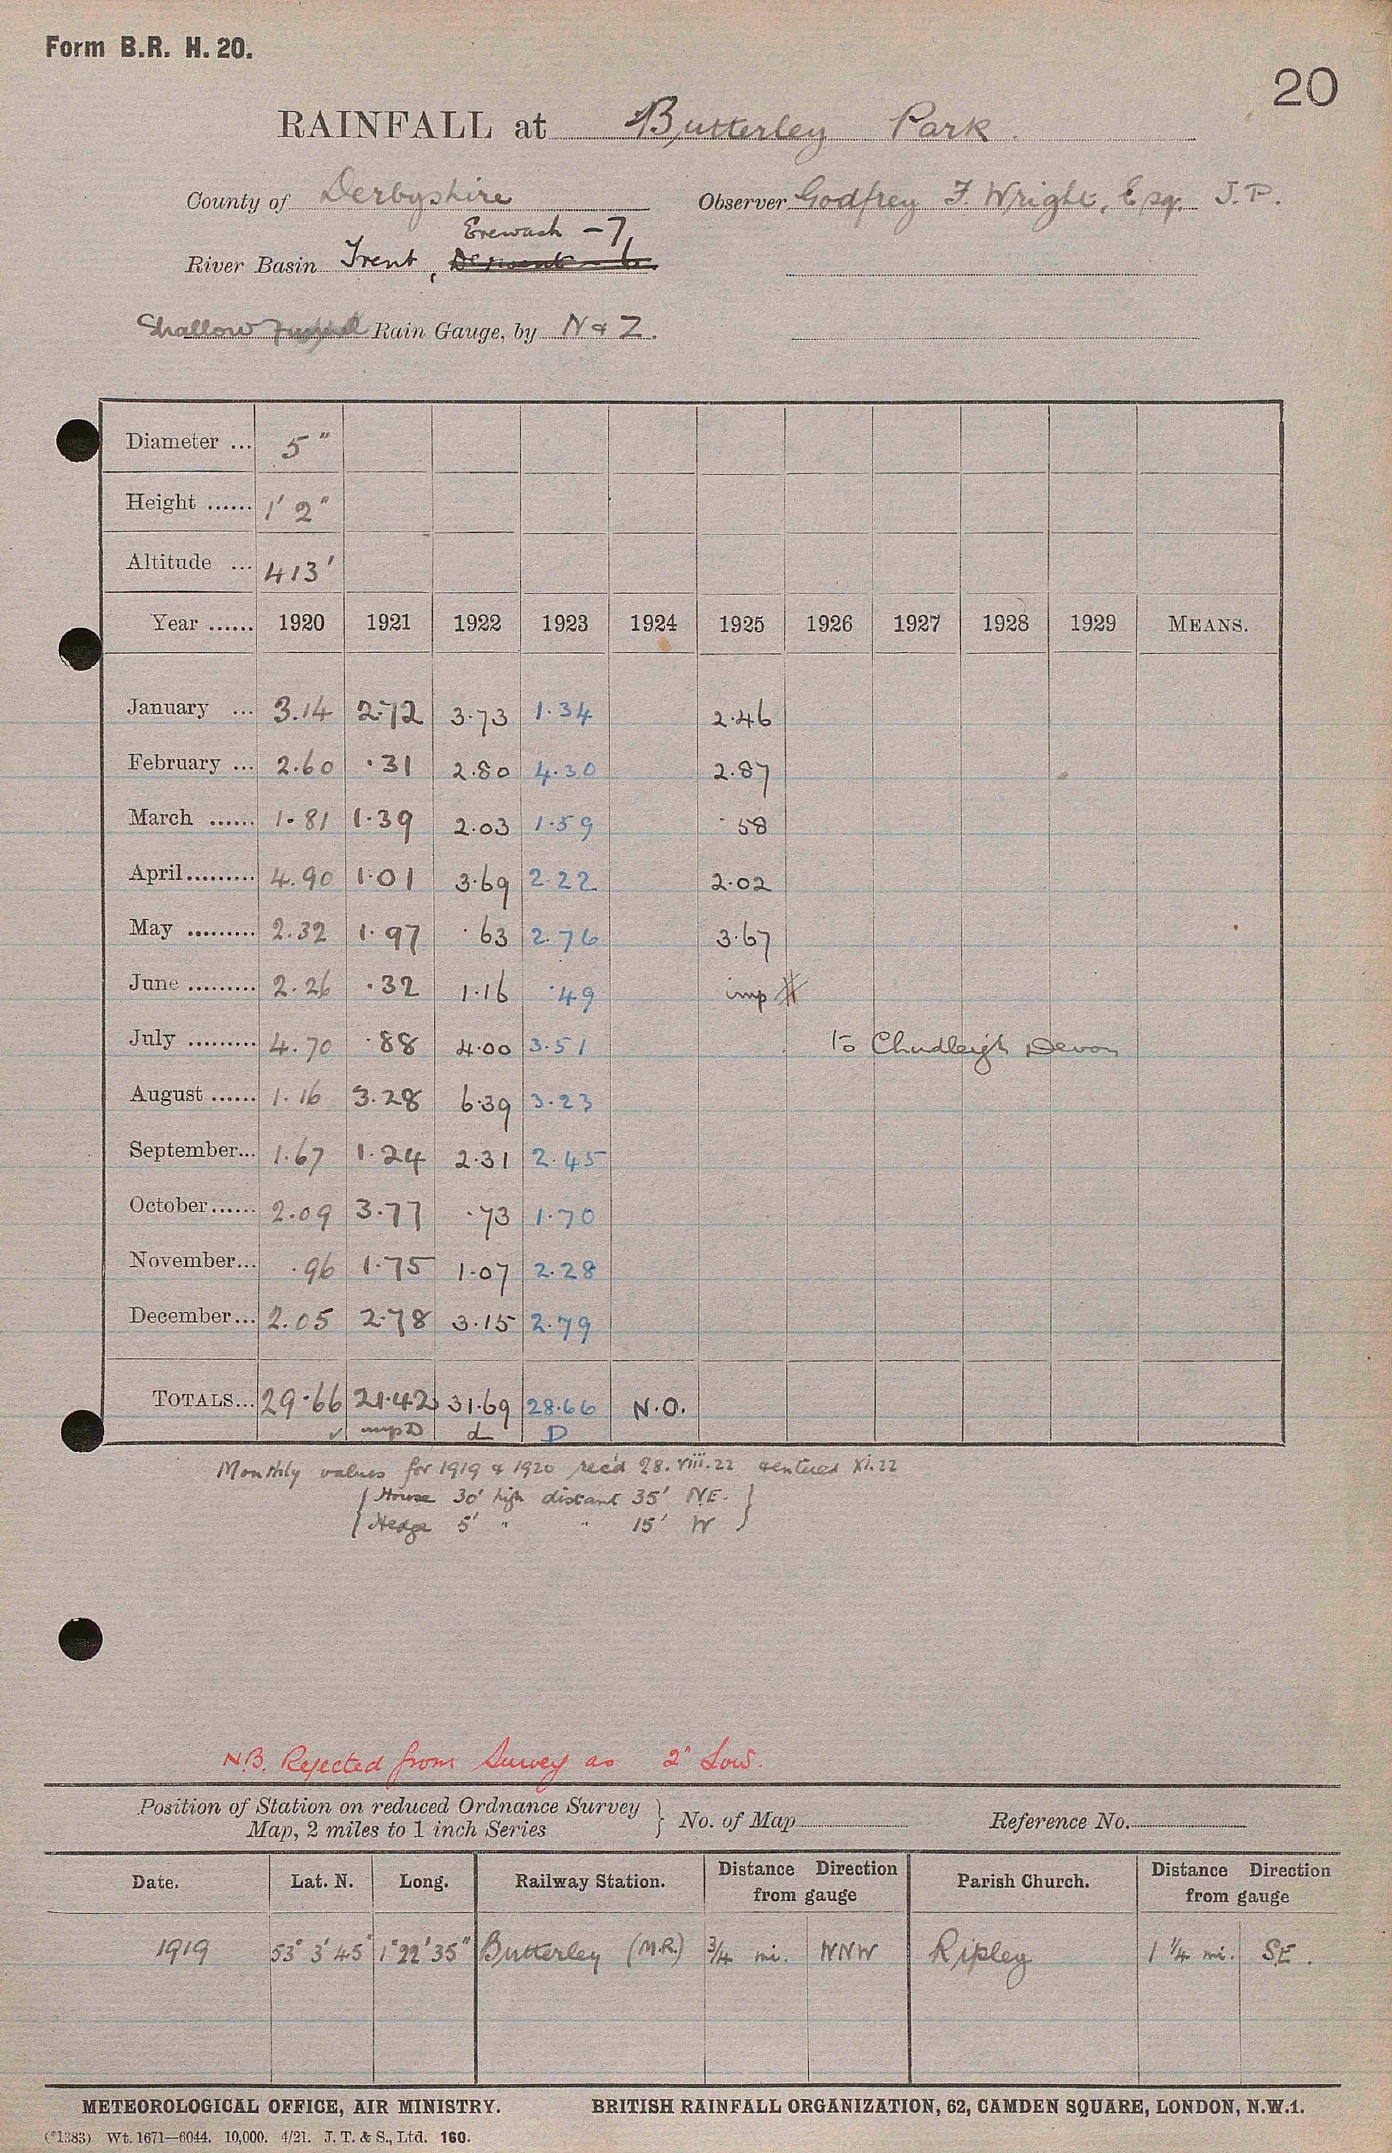 Form B.R. H. 20.
20
RAINFALL at Butterley Park.
County of Derbyshire Observer Godfrey F. Wright, Esq. J.P.
Erewash - 7
River Basin Trent, Derwent - 6
Shallow Funnel Rain Gauge, by N & Z.
Diameter ... 5"
Height ...... 1' 2"
Altitude ... 413'
Year ...... 1920 1921 1922 1923 1924 1925 1926 1927 1928 1929 MEANS.
January ... 3.14 2.72 3.73 1.34 2.46
February ... 2.60 .31 2.80 4.30 2.87
March ...... 1.81 1.39 2.03 1.59 .58
April ......... 4.90 1.01 3.69 2.22 2.02
May ......... 2.32 1.97 .63 2.76 3.67
June ......... 2.26 .32 1.16 .49 imp
July ......... 4.70 .88 4.00 3.51 to Chudleigh Devon
August ...... 1.16 3.28 6.39 3.23
September... 1.67 1.24 2.31 2.45
October...... 2.09 3.77 .73 1.70
November... .96 1.75 1.07 2.28
December... 2.05 2.78 3.15 2.79
TOTALS... 29.66 21.42 31.69 28.66 N.O.
✓ imp D d D
Monthly values for 1919 & 1920 rec'd 28.viii.22 & entered XI.22
{ House 30' high distant 35' NE. }
{ Hedge 5' " " 15' W }
N.B. Rejected from Survey as 2" Low.
Position of Station on reduced Ordnance Survey
Map, 2 miles to 1 inch Series } No. of Map Reference No.
Date. Lat. N. Long. Railway Station. Distance Direction from gauge Parish Church. Distance Direction from gauge
1919 53° 3' 45" 1° 22' 35" Butterley (M.R.) 3/4 mi. WNW Ripley 1 1/4 mi. SE.
METEOROLOGICAL OFFICE, AIR MINISTRY. BRITISH RAINFALL ORGANIZATION, 62, CAMDEN SQUARE, LONDON, N.W.1.
(*1383) Wt. 1671—6044. 10,000. 4/21. J. T. & S., Ltd. 160.